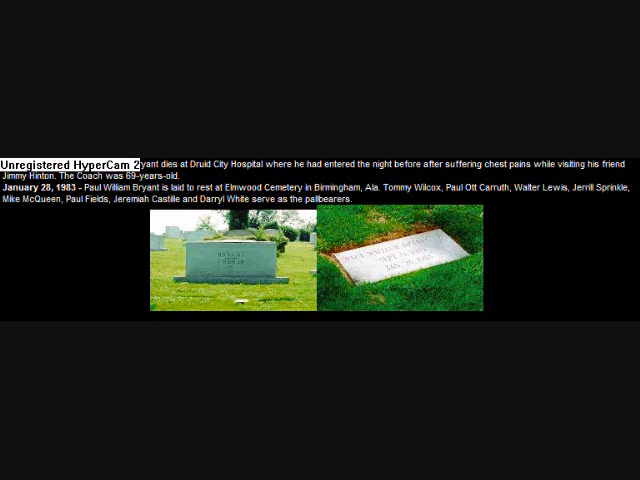 Unregistered HyperCam 2ryant dies at Druid City Hospital where he had entered the night before after suffering chest pains while visiting his friend
Jimmy Hinton. The Coach was 69-years-old.
January 28, 1983 - Paul William Bryant is laid to rest at Elmwood Cemetery in Birmingham, Ala. Tommy Wilcox, Paul Ott Carruth, Walter Lewis, Jerrill Sprinkle,
Mike McQueen, Paul Fields, Jeremiah Castille and Darryl White serve as the pallbearers.
BRYANT
PAUL WILLIAM BRYANT